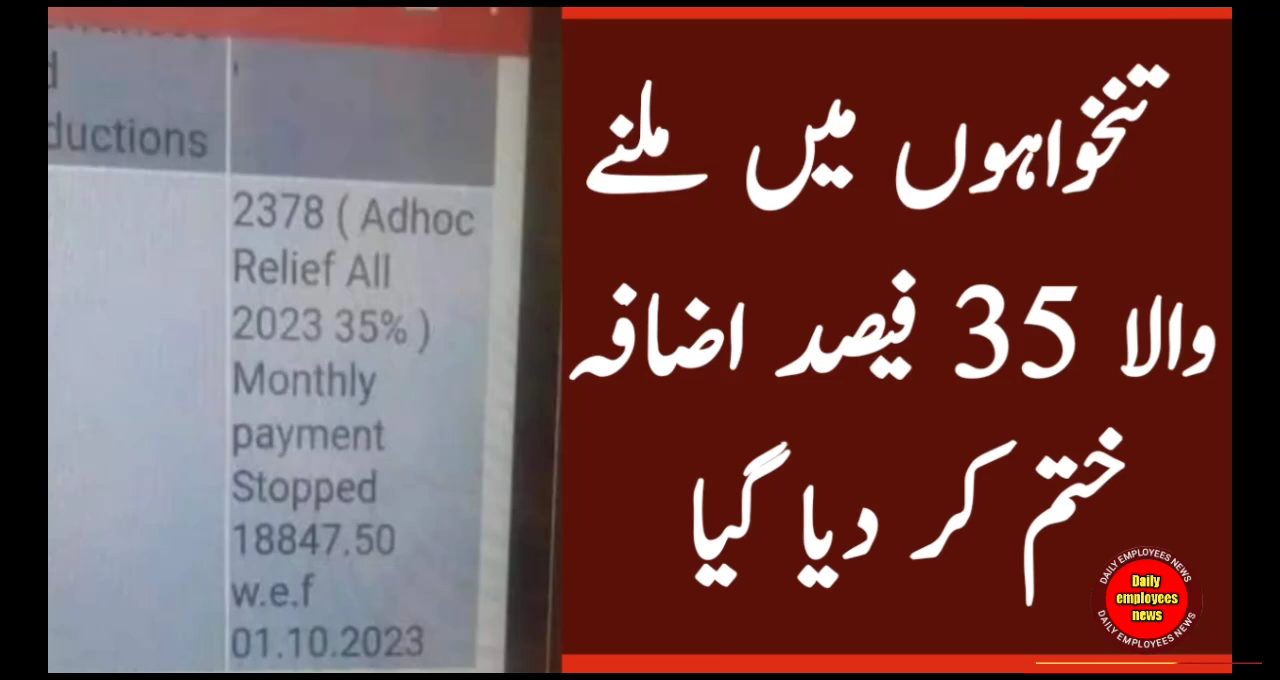 ductions
2378 ( Adhoc
Relief All
2023 35% )
Monthly
payment
Stopped
18847.50
w.e.f
01.10.2023
تنخواہوں میں ملنے
والا 35 فیصد اضافہ
ختم کر دیا گیا
DAILY EMPLOYEES NEWS
Daily
employees
news
DAILY EMPLOYEES NEWS